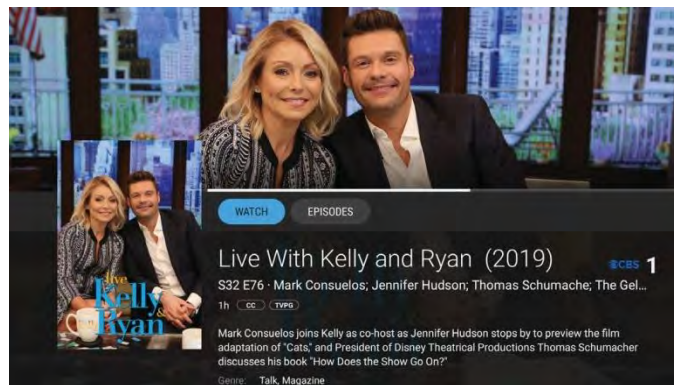 WATCH
EPISODES
Live With Kelly and Ryan (2019)
CBS 1
S32 E76 · Mark Consuelos; Jennifer Hudson; Thomas Schumache; The Gel...
1h CC TVPG
Mark Consuelos joins Kelly as co-host as Jennifer Hudson stops by to preview the film
adaptation of "Cats," and President of Disney Theatrical Productions Thomas Schumacher
discusses his book "How Does the Show Go On?"
Genre: Talk, Magazine
live
Kelly
&
Ryan